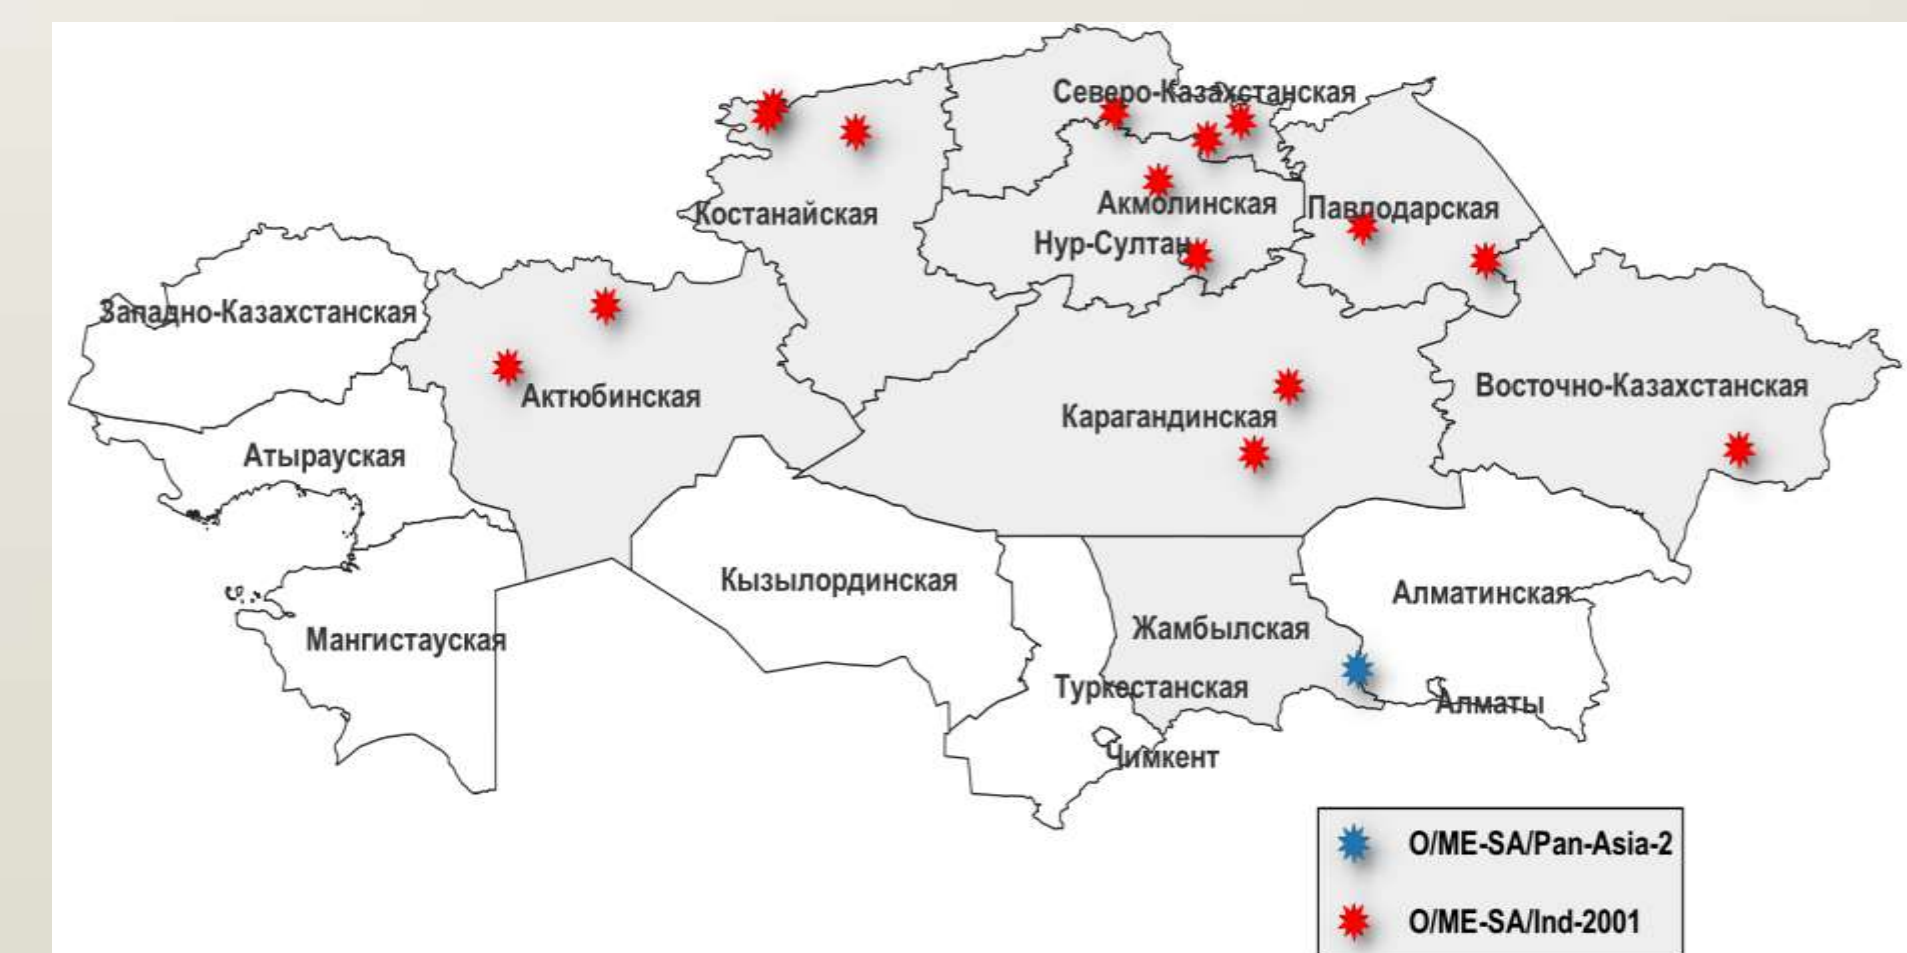 Северо-Казахстанская
Костанайская
Акмолинская
Павлодарская
Нур-Султан
Западно-Казахстанская
Актюбинская
Восточно-Казахстанская
Карагандинская
Атырауская
Кызылординская
Алматинская
Жамбылская
Мангистауская
Туркестанская
Алматы
Чимкент
O/ME-SA/Pan-Asia-2
O/ME-SA/Ind-2001